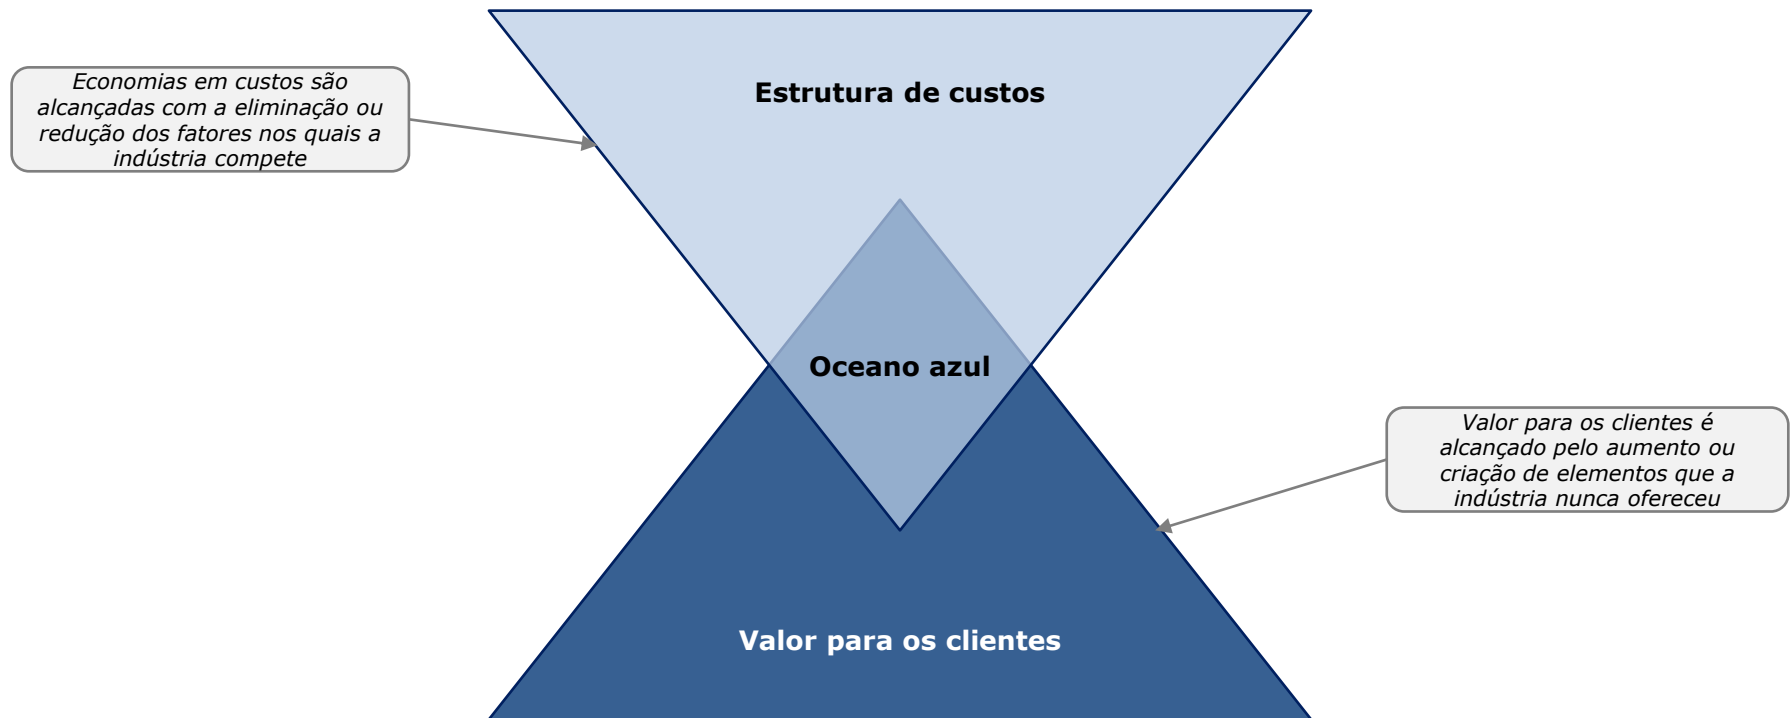 Estrutura de custos
Economias em custos são
alcançadas com a eliminação ou
redução dos fatores nos quais a
indústria compete
Oceano azul
Valor para os clientes é
alcançado pelo aumento ou
criação de elementos que a
indústria nunca ofereceu
Valor para os clientes